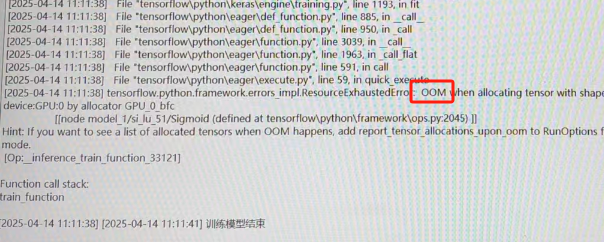 [2025-04-14 11:11:38] File "tensorflow\python\keras\engine\training.py", line 1193, in fit
[2025-04-14 11:11:38] File "tensorflow\python\eager\def_function.py", line 885, in __call__
[2025-04-14 11:11:38] File "tensorflow\python\eager\def_function.py", line 950, in _call
[2025-04-14 11:11:38] File "tensorflow\python\eager\function.py", line 3039, in __call__
[2025-04-14 11:11:38] File "tensorflow\python\eager\function.py", line 1963, in _call_flat
[2025-04-14 11:11:38] File "tensorflow\python\eager\function.py", line 591, in call
[2025-04-14 11:11:38] File "tensorflow\python\eager\execute.py", line 59, in quick_execute
[2025-04-14 11:11:38] tensorflow.python.framework.errors_impl.ResourceExhaustedError: OOM when allocating tensor with shape
device:GPU:0 by allocator GPU_0_bfc
[[node model_1/si_lu_51/Sigmoid (defined at tensorflow\python\framework\ops.py:2045) ]]
Hint: If you want to see a list of allocated tensors when OOM happens, add report_tensor_allocations_upon_oom to RunOptions f
mode.
[Op:__inference_train_function_33121]
Function call stack:
train_function
[2025-04-14 11:11:38] [2025-04-14 11:11:41] 训练模型结束